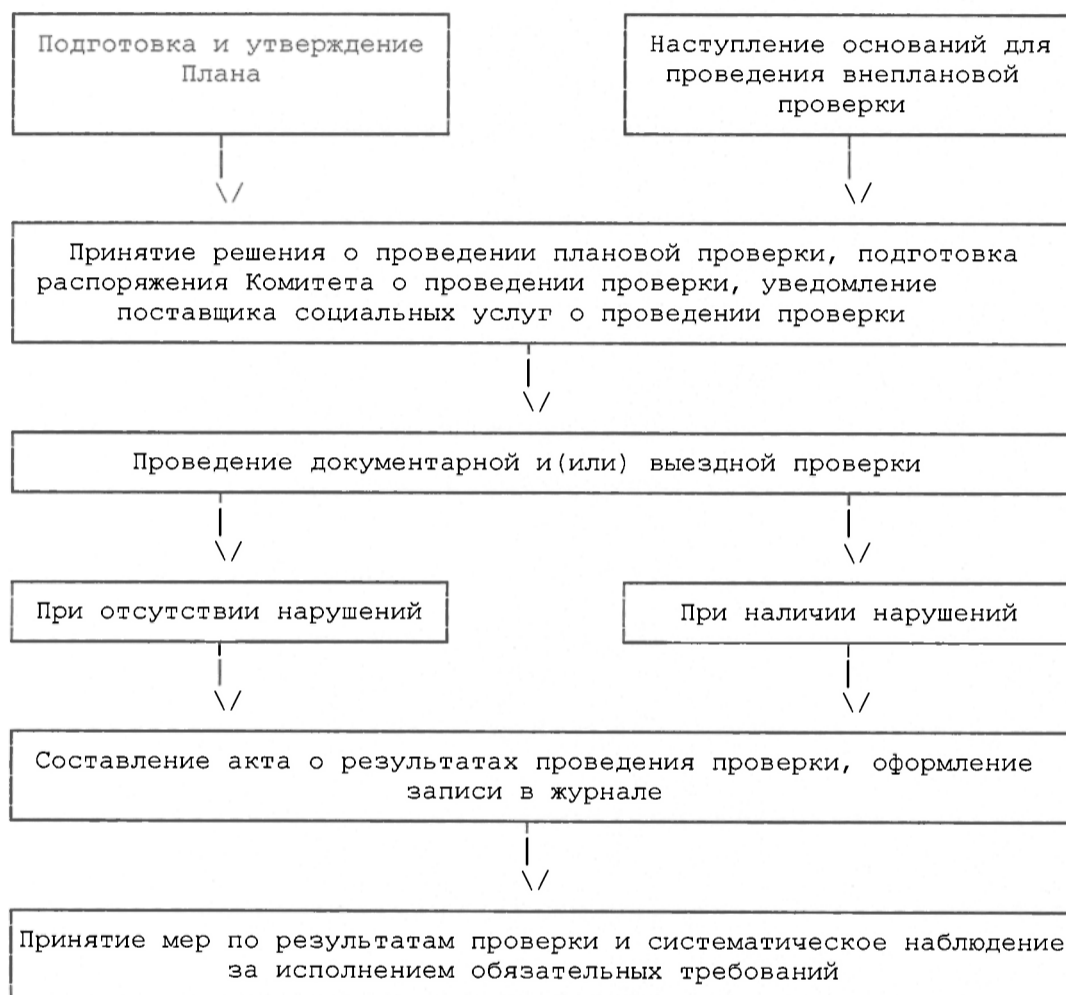 Подготовка и утверждение
Плана
Наступление оснований для
проведения внеплановой
проверки
Принятие решения о проведении плановой проверки, подготовка
распоряжения Комитета о проведении проверки, уведомление
поставщика социальных услуг о проведении проверки
Проведение документарной и(или) выездной проверки
При отсутствии нарушений
При наличии нарушений
Составление акта о результатах проведения проверки, оформление
записи в журнале
Принятие мер по результатам проверки и систематическое наблюдение
за исполнением обязательных требований